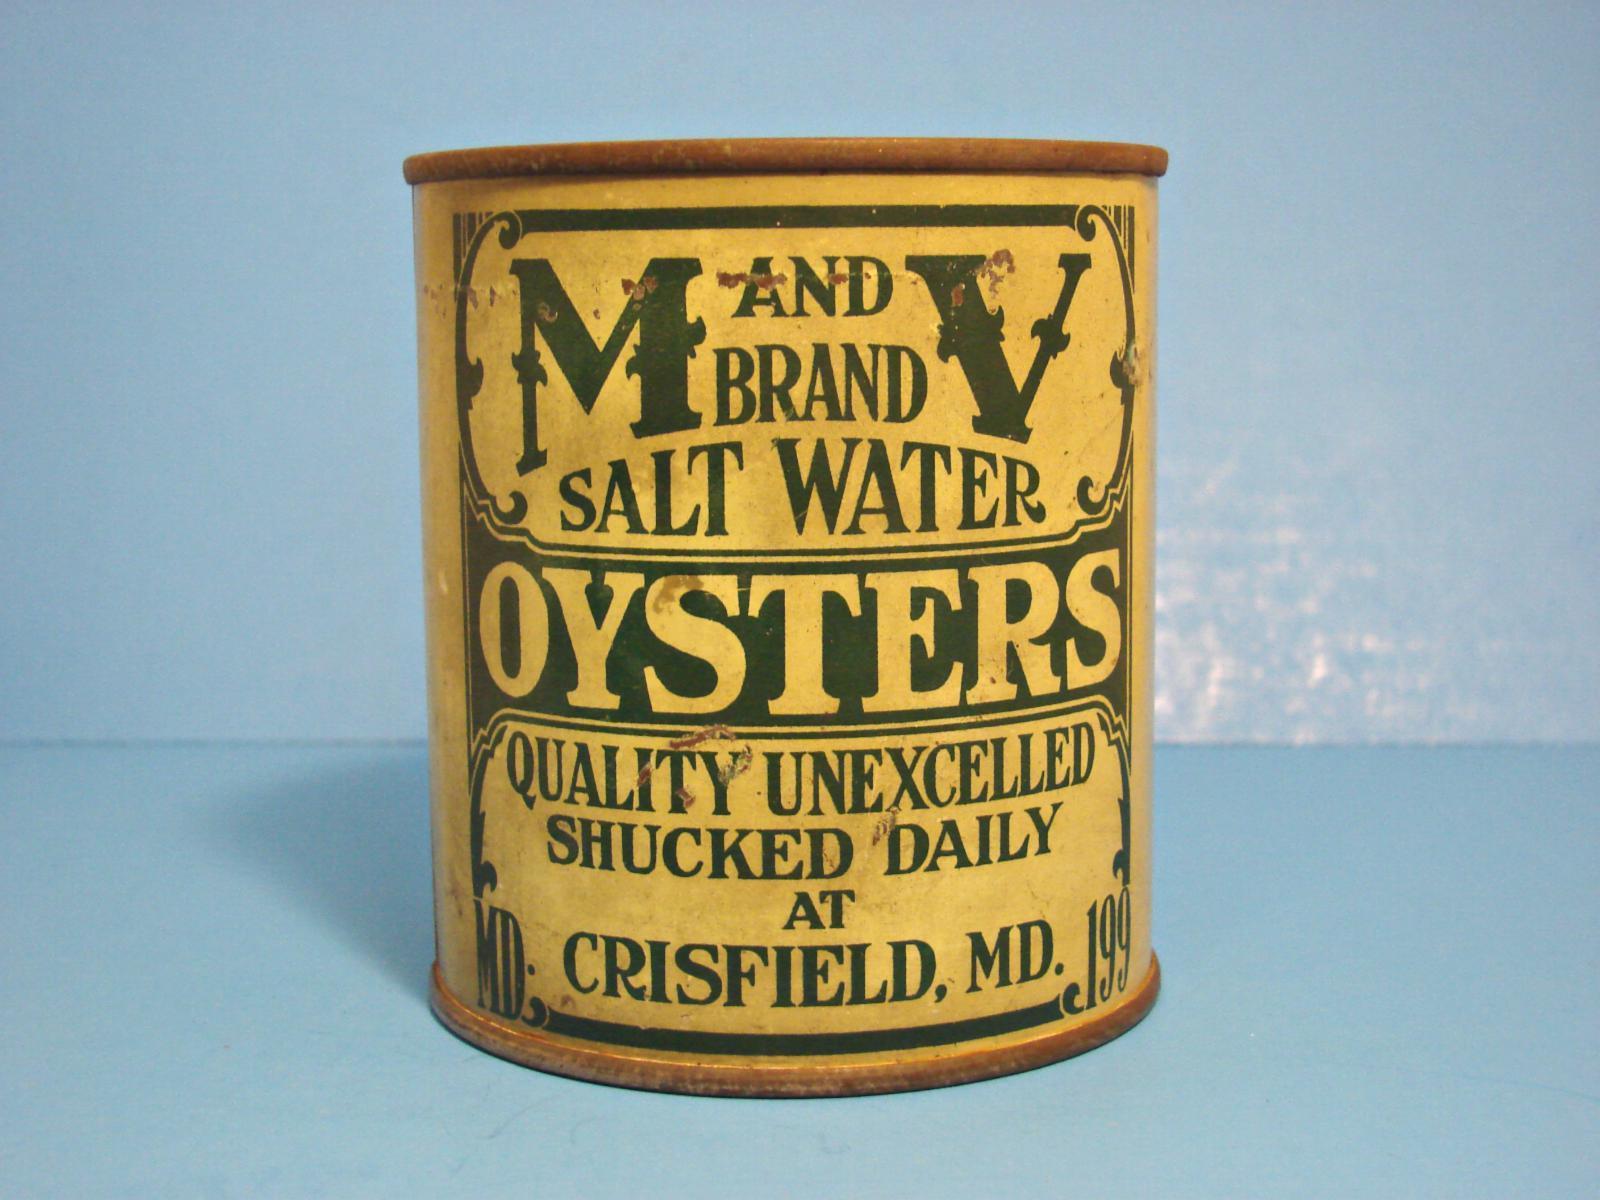 M AND V
BRAND
SALT WATER
OYSTERS
QUALITY UNEXCELLED
SHUCKED DAILY
AT
CRISFIELD, MD.
MD. 199